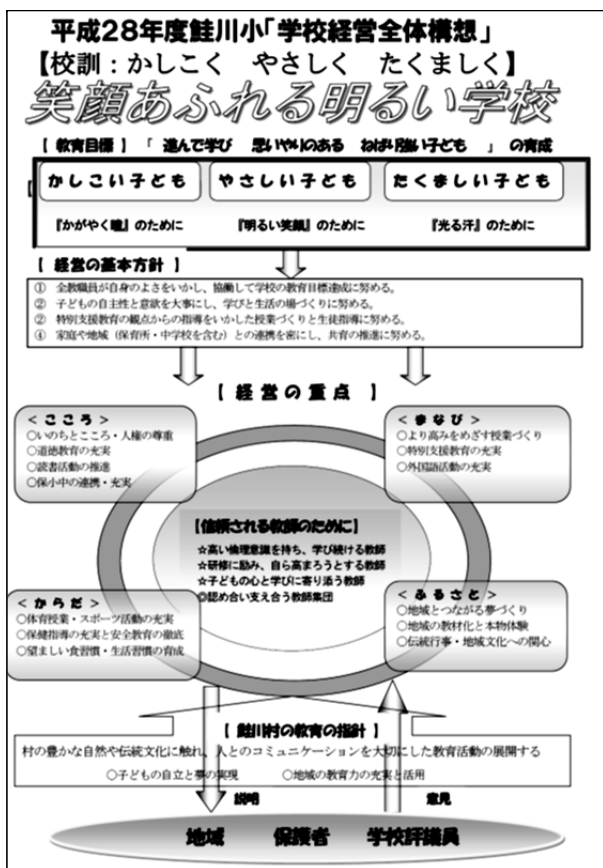 平成28年度鮭川小「学校経営全体構想」
【校訓：かしこく　やさしく　たくましく】
笑顔あふれる明るい学校
【 教育目標 】「 進んで学び　思いやりのある　ねばり強い子ども 」の育成
かしこい子ども
やさしい子ども
たくましい子ども
『かがやく瞳』のために
『明るい笑顔』のために
『光る汗』のために
【 経営の基本方針 】
① 全教職員が自身のよさをいかし、協働して学校の教育目標達成に努める。
② 子どもの自主性と意欲を大事にし、学びと生活の場づくりに努める。
② 特別支援教育の観点からの指導をいかした授業づくりと生徒指導に努める。
④ 家庭や地域（保育所・中学校を含む）との連携を密にし、共育の推進に努める。
【 経営の重点 】
＜こころ＞
○いのちとこころ・人権の尊重
○道徳教育の充実
○読書活動の推進
○保小中の連携・充実
＜まなび＞
○より高みをめざす授業づくり
○特別支援教育の充実
○外国語活動の充実
【信頼される教師のために】
☆高い倫理意識を持ち、学び続ける教師
☆研修に励み、自ら高まろうとする教師
☆子どもの心と学びに寄り添う教師
◎認め合い支え合う教師集団
＜からだ＞
○体育授業・スポーツ活動の充実
○保健指導の充実と安全教育の徹底
○望ましい食習慣・生活習慣の育成
＜ふるさと＞
○地域とつながる夢づくり
○地域の教材化と本物体験
○伝統行事・地域文化への関心
【 鮭川村の教育の指針 】
村の豊かな自然や伝統文化に触れ、人とのコミュニケーションを大切にした教育活動の展開する
○子どもの自立と夢の実現　○地域の教育力の充実と活用
説明　意見
地域　保護者　学校評議員